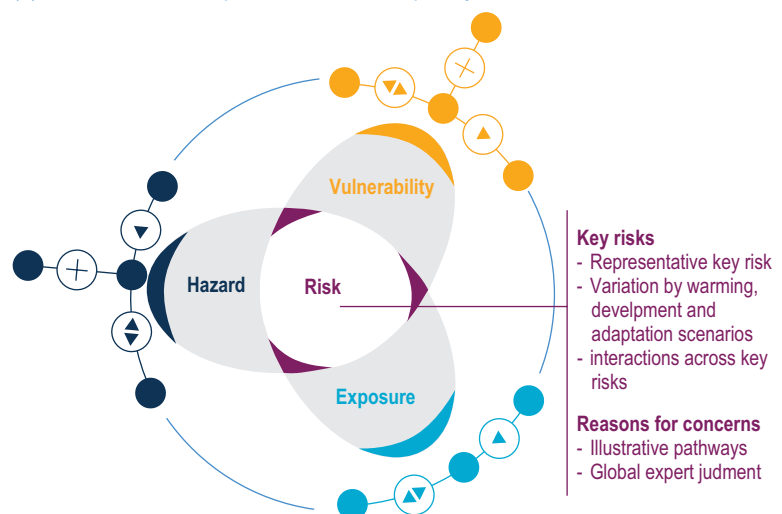 Vulnerability
Hazard
Risk
Exposure
Key risks
- Representative key risk
- Variation by warming,
develpment and
adaptation scenarios
- interactions across key
risks
Reasons for concerns
- Illustrative pathways
- Global expert judgment